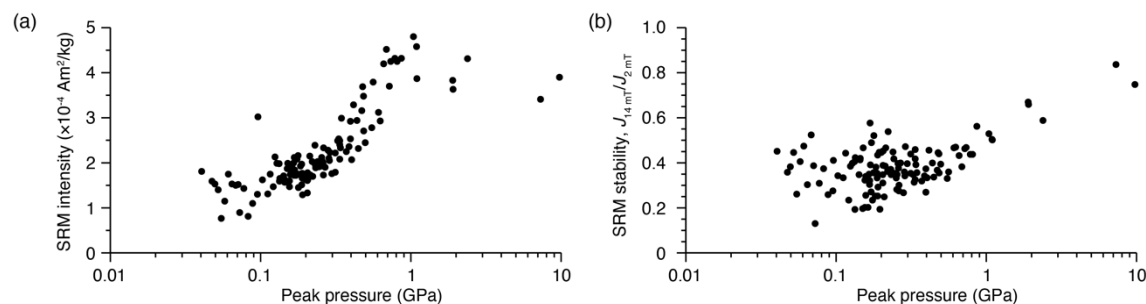 (a)
SRM intensity (×10⁻⁴ Am²/kg)
5
4
3
2
1
0
0.01 0.1 1 10
Peak pressure (GPa)
(b)
SRM stability, J₁₄ ₘT/J₂ ₘT
1.0
0.8
0.6
0.4
0.2
0
0.01 0.1 1 10
Peak pressure (GPa)